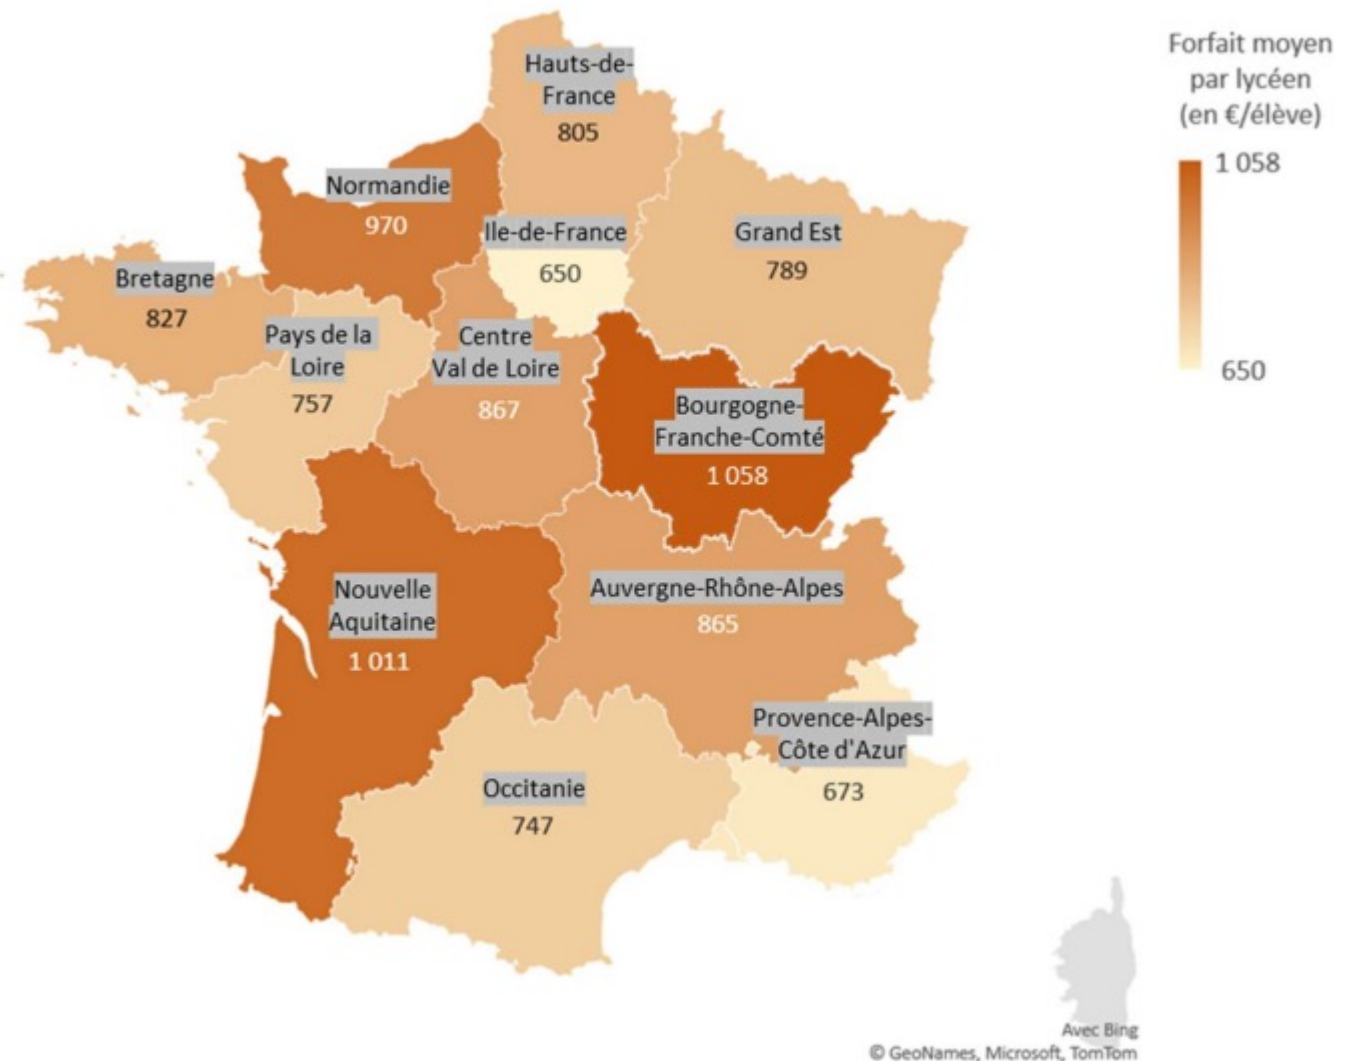 Forfait moyen
par lycéen
(en €/élève)
1 058
650
Hauts-de-
France
805
Normandie
970
Ile-de-France
650
Grand Est
789
Bretagne
827
Pays de la
Loire
757
Centre
Val de Loire
867
Bourgogne-
Franche-Comté
1 058
Nouvelle
Aquitaine
1 011
Auvergne-Rhône-Alpes
865
Provence-Alpes-
Côte d'Azur
673
Occitanie
747
Avec Bing
© GeoNames, Microsoft, TomTom